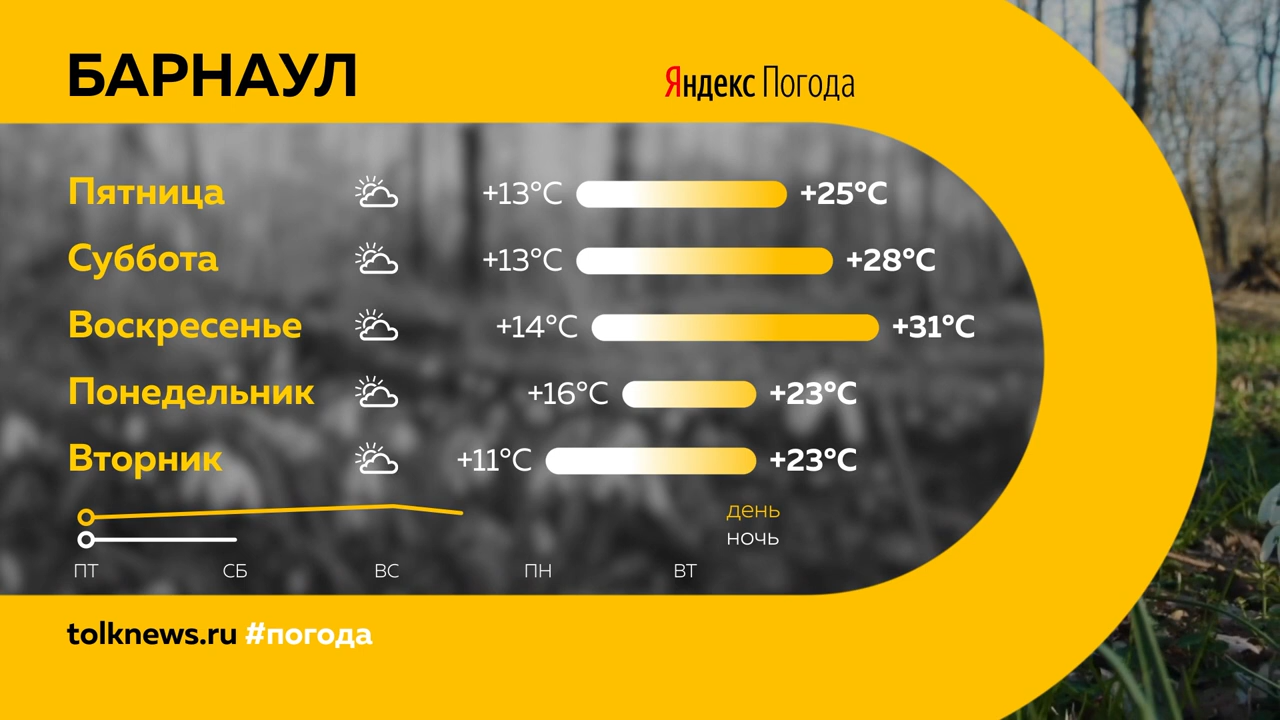 БАРНАУЛ
Яндекс Погода
Пятница +13°C +25°C
Суббота +13°C +28°C
Воскресенье +14°C +31°C
Понедельник +16°C +23°C
Вторник +11°C +23°C
день
ночь
ПТ СБ ВС ПН ВТ
tolknews.ru #погода